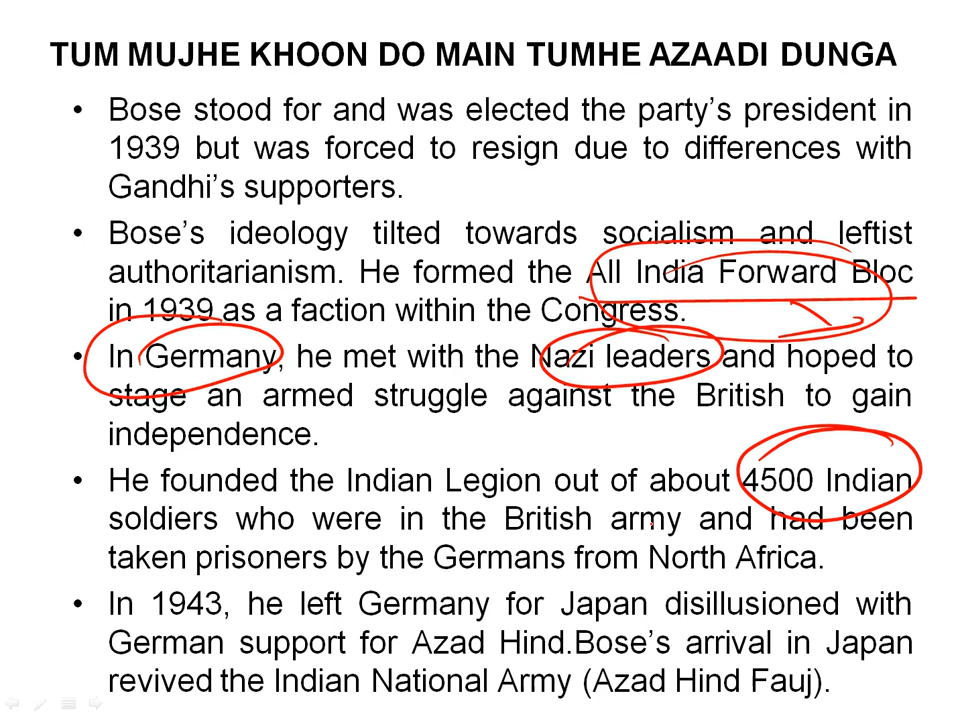 TUM MUJHE KHOON DO MAIN TUMHE AZAADI DUNGA
• Bose stood for and was elected the party's president in
1939 but was forced to resign due to differences with
Gandhi's supporters.
• Bose's ideology tilted towards socialism and leftist
authoritarianism. He formed the All India Forward Bloc
in 1939 as a faction within the Congress.
• In Germany, he met with the Nazi leaders and hoped to
stage an armed struggle against the British to gain
independence.
• He founded the Indian Legion out of about 4500 Indian
soldiers who were in the British army and had been
taken prisoners by the Germans from North Africa.
• In 1943, he left Germany for Japan disillusioned with
German support for Azad Hind.Bose's arrival in Japan
revived the Indian National Army (Azad Hind Fauj).